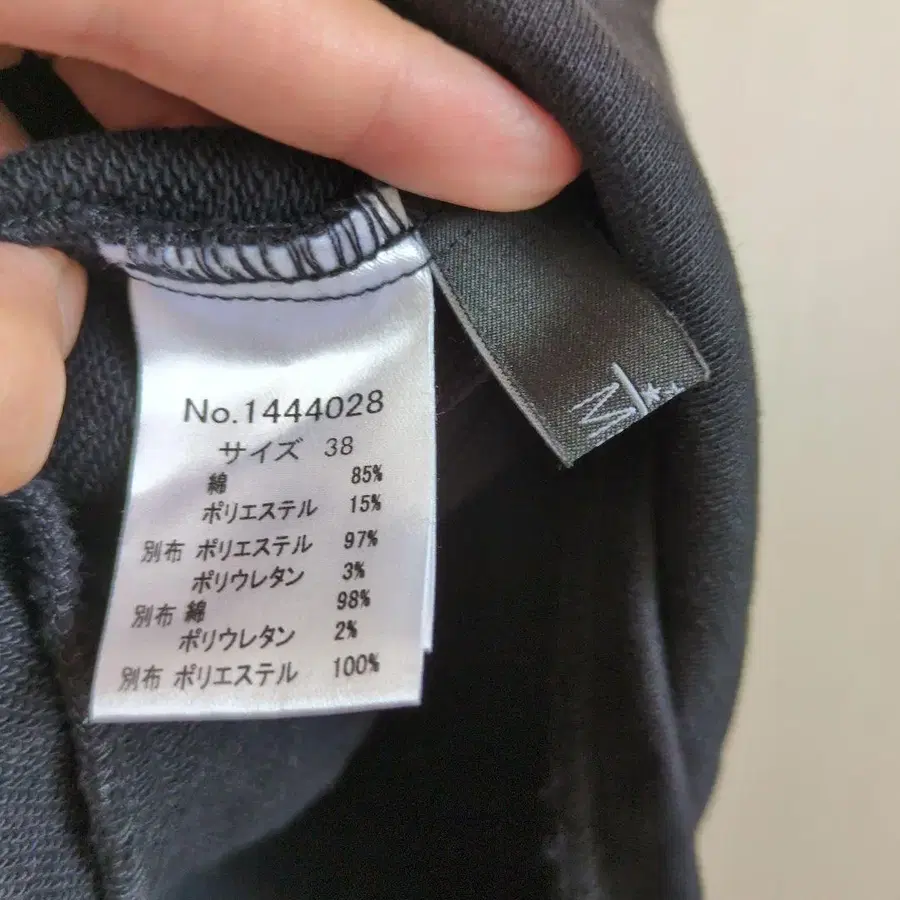 No.1444028
サイズ 38
綿 85%
ポリエステル 15%
別布 ポリエステル 97%
ポリウレタン 3%
別布 綿 98%
ポリウレタン 2%
別布 ポリエステル 100%